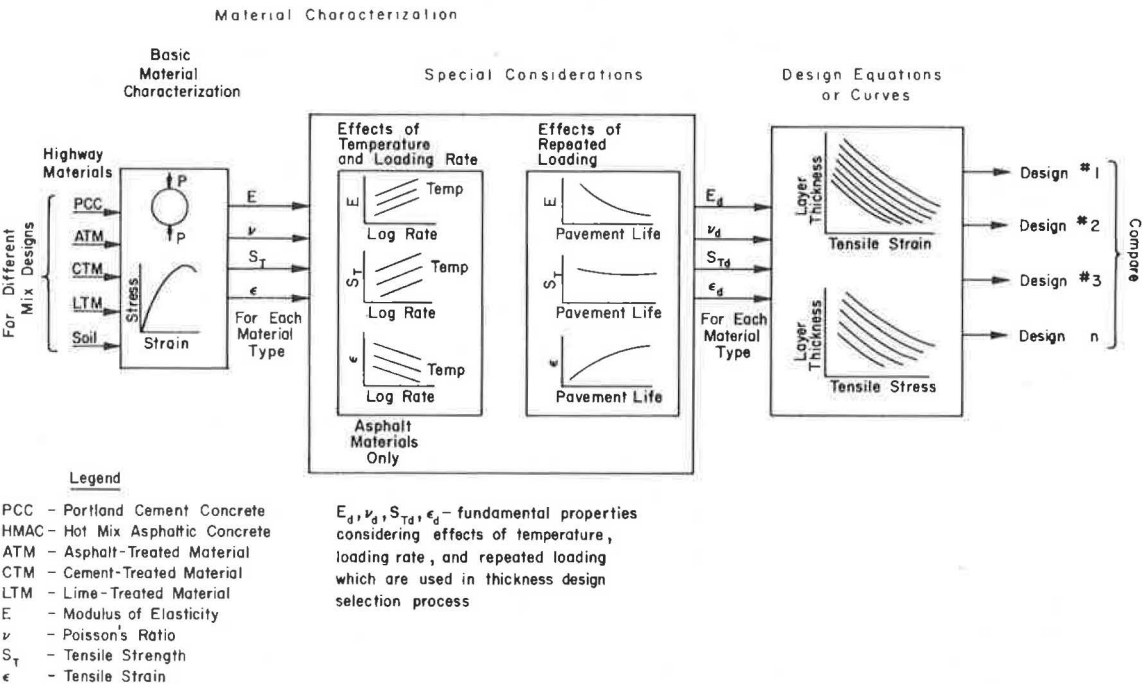 Material Characterization
Basic
Material
Characterization
Special Considerations
Design Equations
or Curves
For Different
Mix Designs
Highway
Materials
PCC
ATM
CTM
LTM
Soil
P
P
Stress
Strain
E
ν
S_T
ϵ
For Each
Material
Type
Effects of
Temperature
and Loading Rate
E
Temp
Log Rate
S_T
Temp
Log Rate
ϵ
Temp
Log Rate
Asphalt
Materials
Only
Effects of
Repeated
Loading
E
Pavement Life
S_T
Pavement Life
ϵ
Pavement Life
E_d
ν_d
S_Td
ϵ_d
For Each
Material
Type
Layer
Thickness
Tensile Strain
Layer
Thickness
Tensile Stress
Design #1
Design #2
Design #3
Design n
Compare
Legend
PCC – Portland Cement Concrete
HMAC – Hot Mix Asphaltic Concrete
ATM – Asphalt-Treated Material
CTM – Cement-Treated Material
LTM – Lime-Treated Material
E – Modulus of Elasticity
ν – Poisson's Ratio
S_T – Tensile Strength
ϵ – Tensile Strain
E_d, ν_d, S_Td, ϵ_d – fundamental properties
considering effects of temperature,
loading rate, and repeated loading
which are used in thickness design
selection process